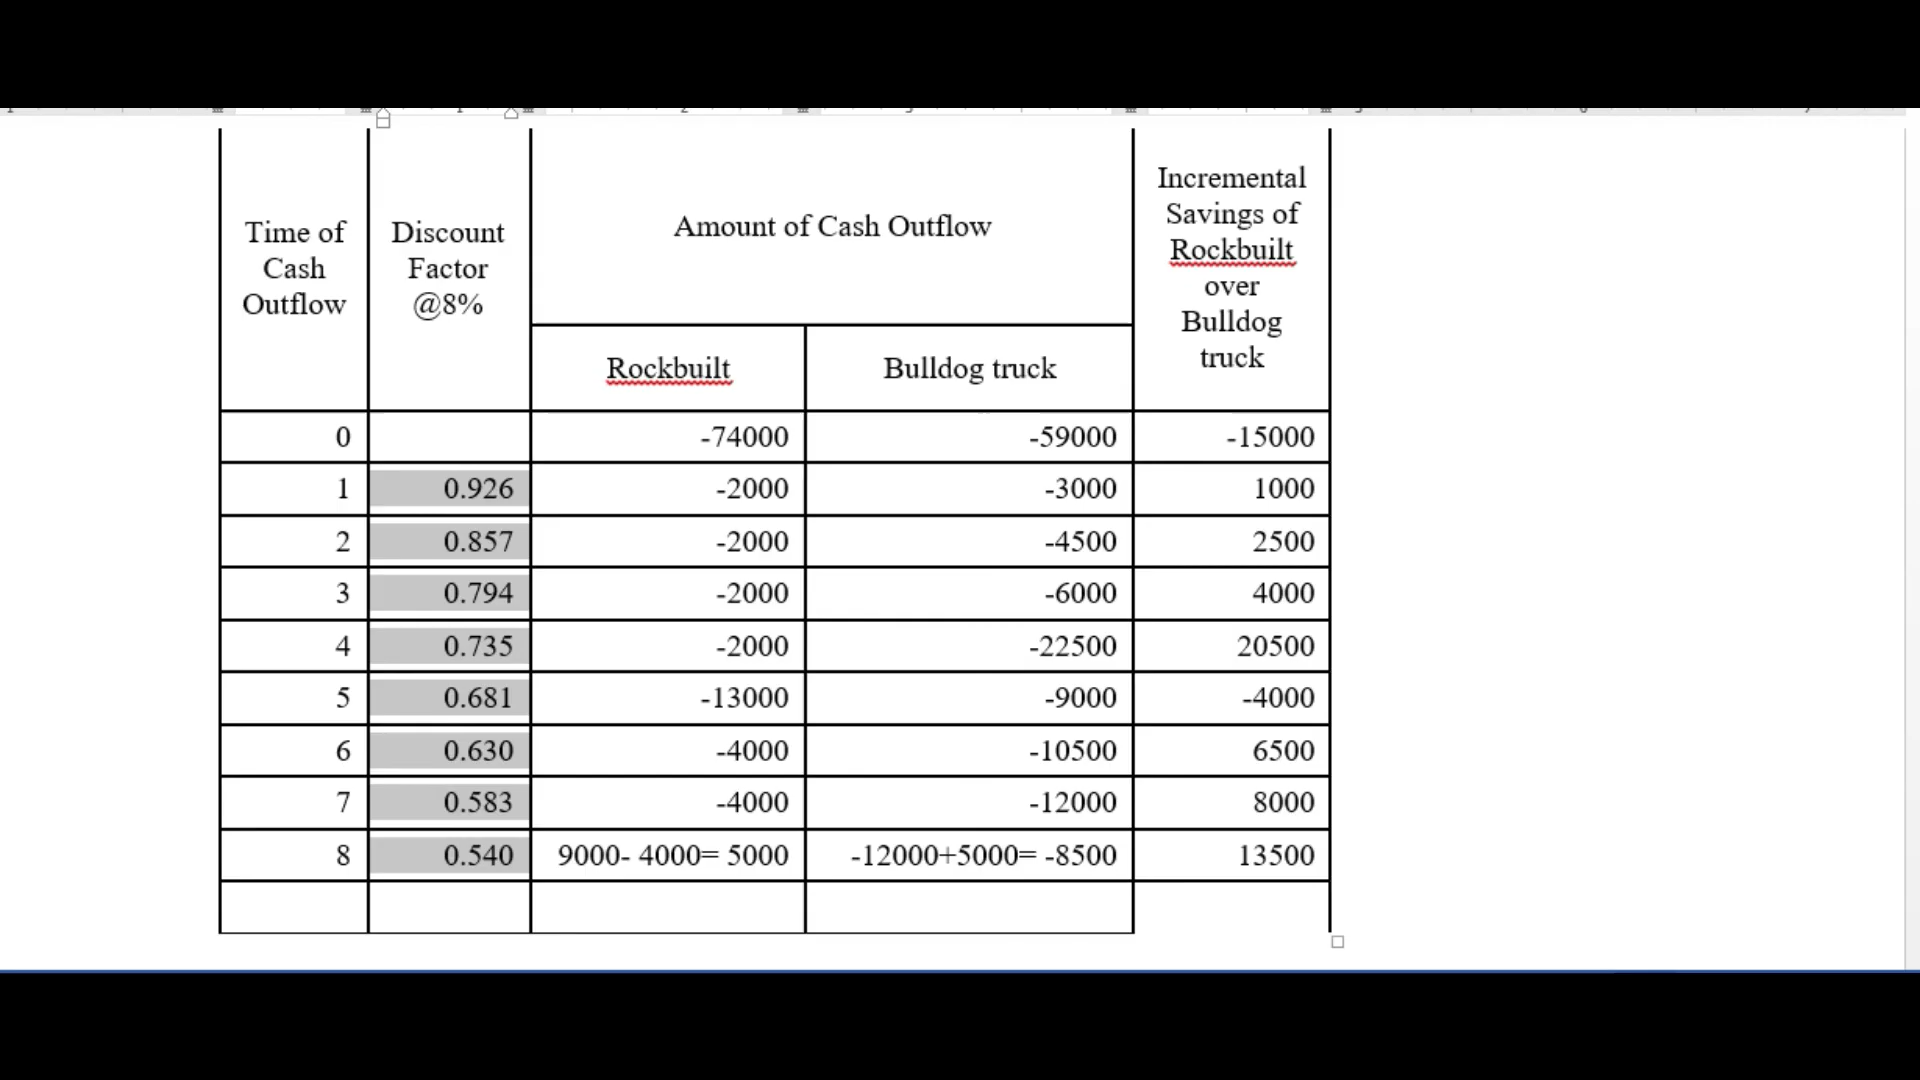 Time of
Cash
Outflow
Discount
Factor
@8%
Amount of Cash Outflow
Incremental
Savings of
Rockbuilt
over
Bulldog
truck
Rockbuilt
Bulldog truck
0 -74000 -59000 -15000
1 0.926 -2000 -3000 1000
2 0.857 -2000 -4500 2500
3 0.794 -2000 -6000 4000
4 0.735 -2000 -22500 20500
5 0.681 -13000 -9000 -4000
6 0.630 -4000 -10500 6500
7 0.583 -4000 -12000 8000
8 0.540 9000- 4000= 5000 -12000+5000= -8500 13500